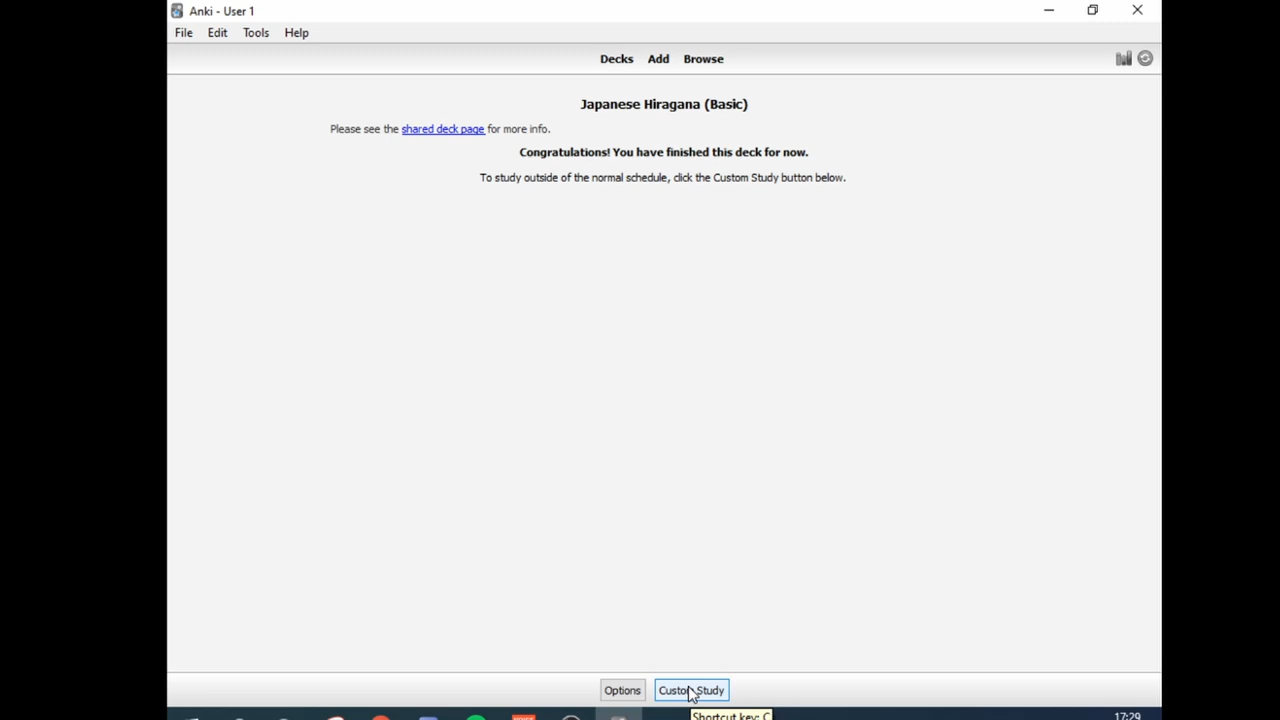 Anki - User 1
File Edit Tools Help
Decks Add Browse
Japanese Hiragana (Basic)
Please see the shared deck page for more info.
Congratulations! You have finished this deck for now.
To study outside of the normal schedule, click the Custom Study button below.
Options Custom Study
Shortcut key: C
17:29